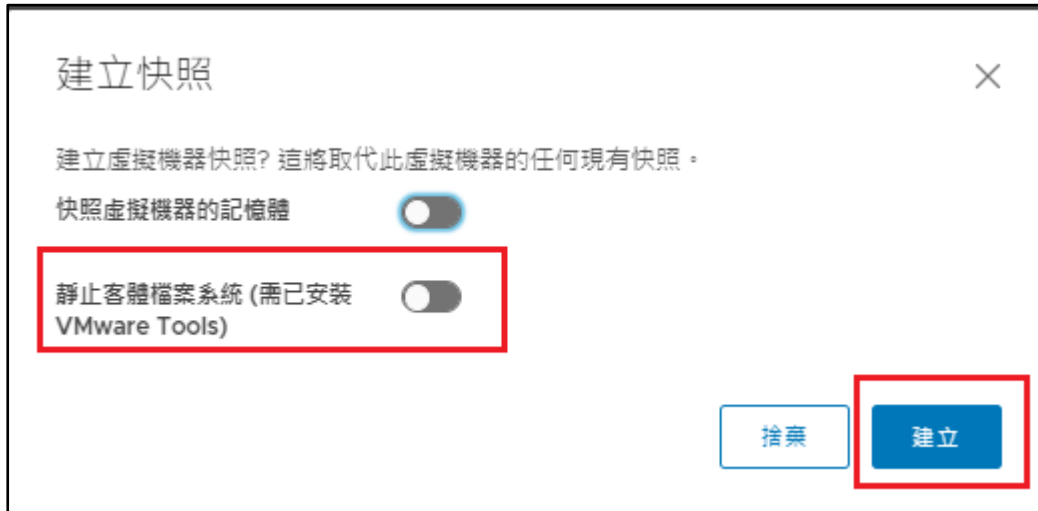 建立快照
建立虛擬機器快照? 這將取代此虛擬機器的任何現有快照。
快照虛擬機器的記憶體
靜止客體檔案系統 (需已安裝
VMware Tools)
捨棄
建立